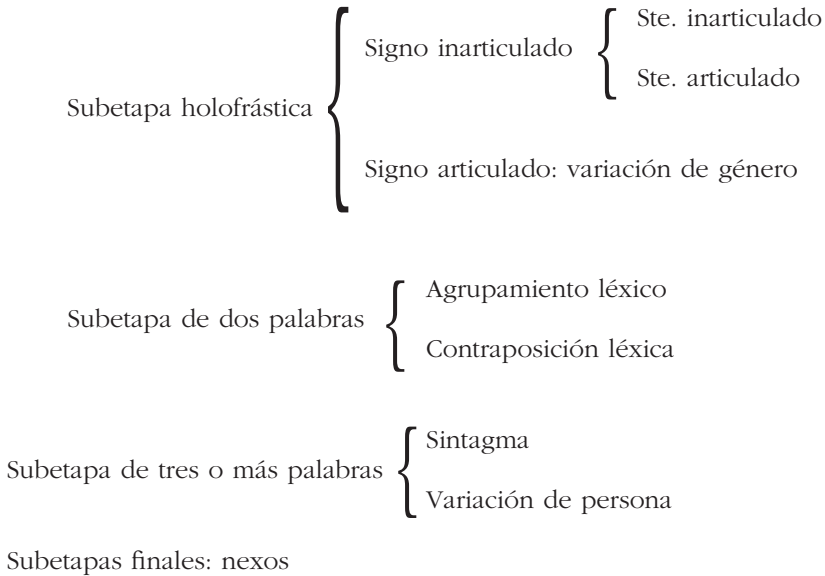 Ste. inarticulado
Signo inarticulado
Ste. articulado
Subetapa holofrástica
Signo articulado: variación de género
Agrupamiento léxico
Subetapa de dos palabras
Contraposición léxica
Sintagma
Subetapa de tres o más palabras
Variación de persona
Subetapas finales: nexos